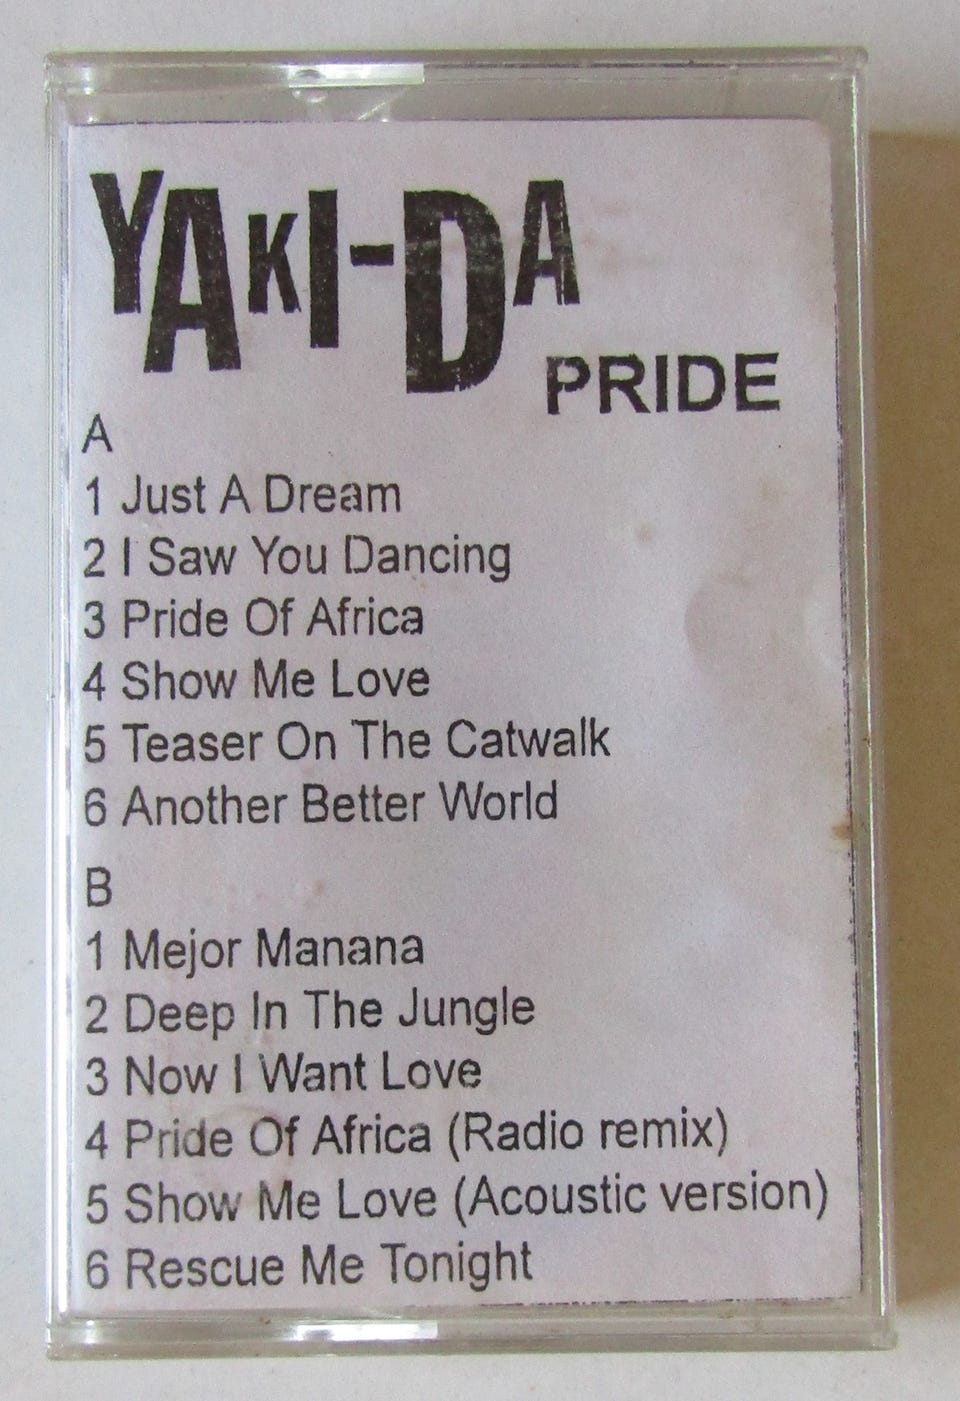 YAKI-DA
PRIDE
A
1 Just A Dream
2 I Saw You Dancing
3 Pride Of Africa
4 Show Me Love
5 Teaser On The Catwalk
6 Another Better World
B
1 Mejor Manana
2 Deep In The Jungle
3 Now I Want Love
4 Pride Of Africa (Radio remix)
5 Show Me Love (Acoustic version)
6 Rescue Me Tonight